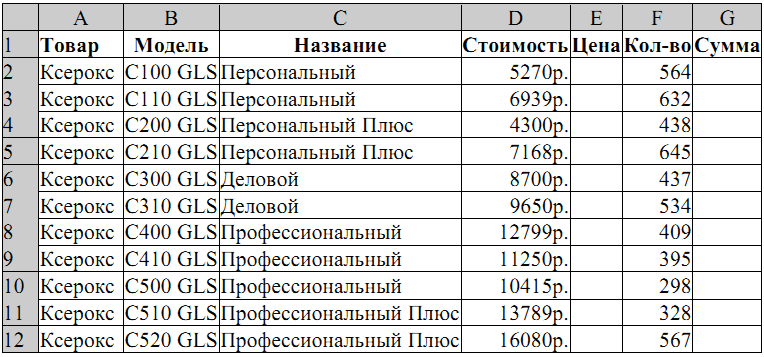 A B C D E F G
1 Товар Модель Название Стоимость Цена Кол-во Сумма
2 Ксерокс C100 GLS Персональный 5270р. 564
3 Ксерокс C110 GLS Персональный 6939р. 632
4 Ксерокс C200 GLS Персональный Плюс 4300р. 438
5 Ксерокс C210 GLS Персональный Плюс 7168р. 645
6 Ксерокс C300 GLS Деловой 8700р. 437
7 Ксерокс C310 GLS Деловой 9650р. 534
8 Ксерокс C400 GLS Профессиональный 12799р. 409
9 Ксерокс C410 GLS Профессиональный 11250р. 395
10 Ксерокс C500 GLS Профессиональный 10415р. 298
11 Ксерокс C510 GLS Профессиональный Плюс 13789р. 328
12 Ксерокс C520 GLS Профессиональный Плюс 16080р. 567